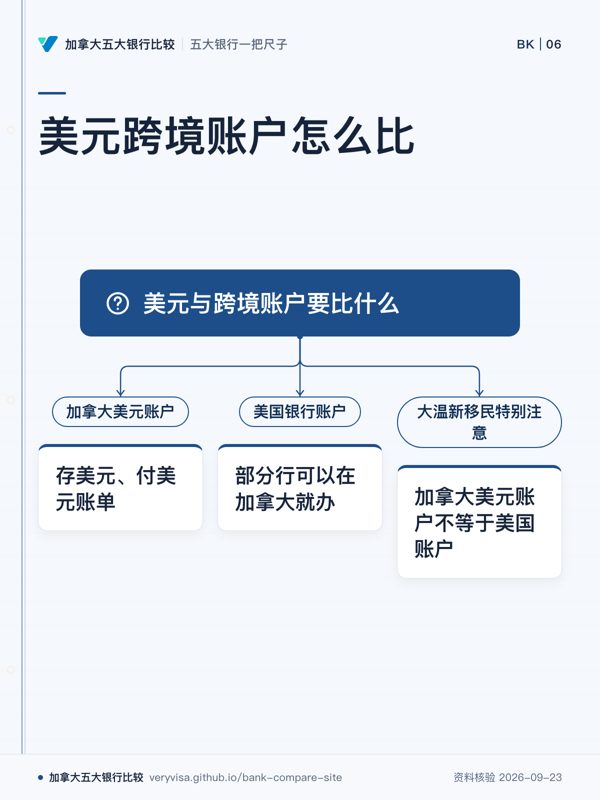 加拿大五大银行比较 | 五大银行一把尺子
BK | 06
美元跨境账户怎么比
美元与跨境账户要比什么
加拿大美元账户
存美元、付美
元账单
美国银行账户
部分行可以在
加拿大就办
大温新移民特别注
意
加拿大美元账
户不等于美国
账户
加拿大五大银行比较 veryvisa.github.io/bank-compare-site
资料核验 2026-09-23